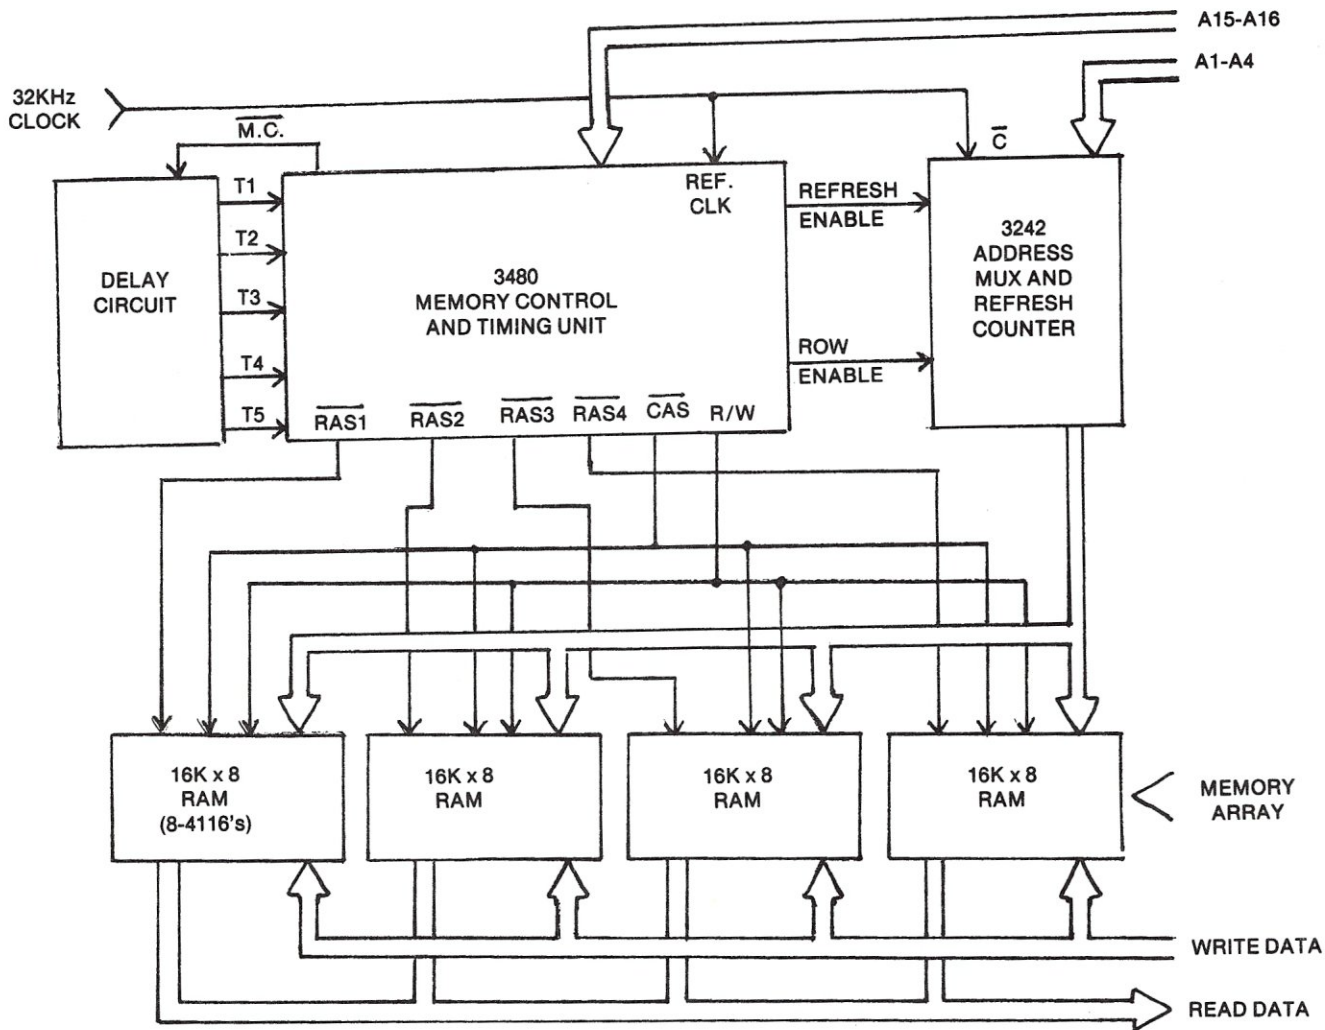 A15-A16
A1-A4
32KHz
CLOCK
M.C.
C
T1
T2
T3
T4
T5
DELAY
CIRCUIT
REF.
CLK
3480
MEMORY CONTROL
AND TIMING UNIT
RAS1
RAS2
RAS3
RAS4
CAS
R/W
REFRESH
ENABLE
ROW
ENABLE
3242
ADDRESS
MUX AND
REFRESH
COUNTER
16K x 8
RAM
(8-4116's)
16K x 8
RAM
16K x 8
RAM
16K x 8
RAM
MEMORY
ARRAY
WRITE DATA
READ DATA